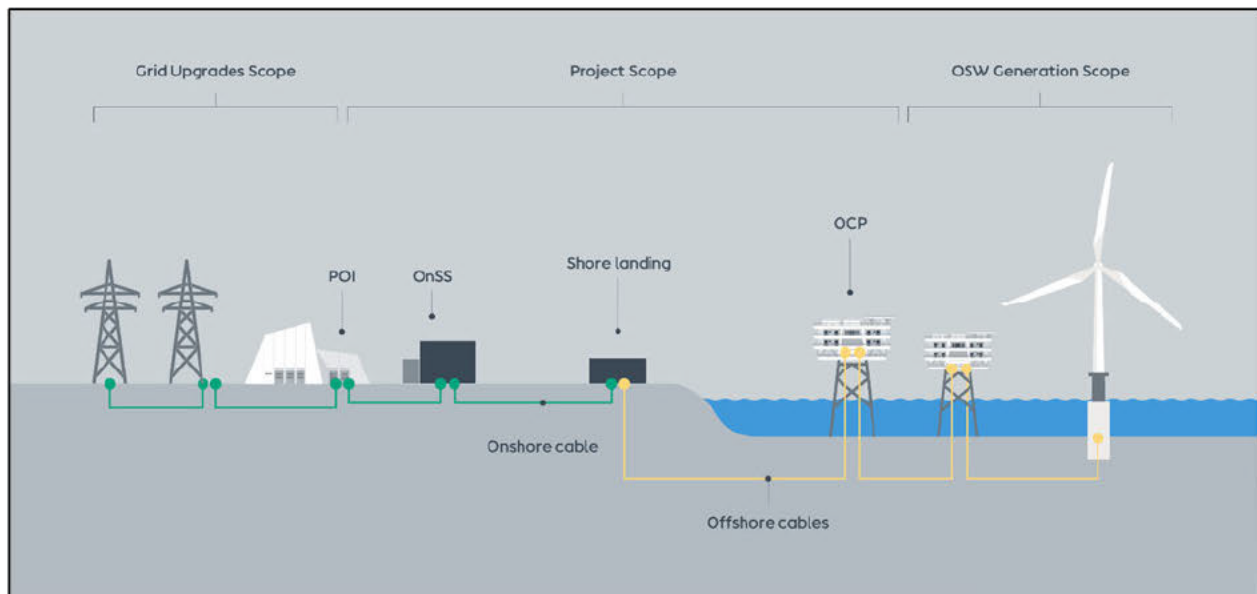 Grid Upgrades Scope
Project Scope
OSW Generation Scope
OCP
Shore landing
POI
OnSS
Onshore cable
Offshore cables